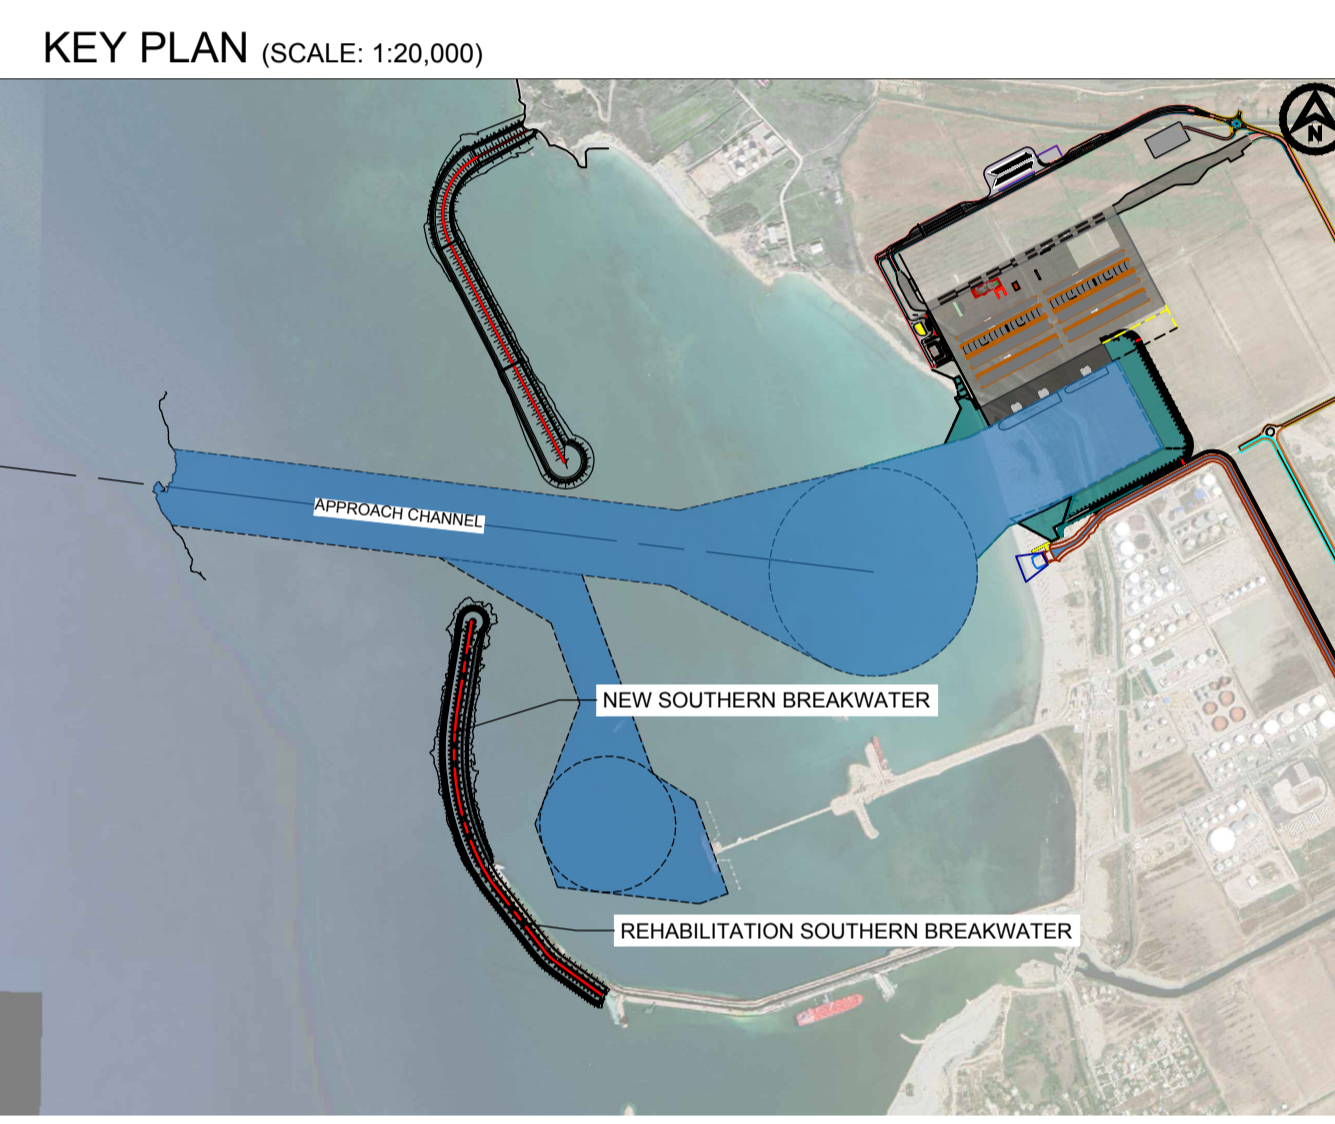 KEY PLAN (SCALE: 1:20,000)
N
APPROACH CHANNEL
NEW SOUTHERN BREAKWATER
REHABILITATION SOUTHERN BREAKWATER